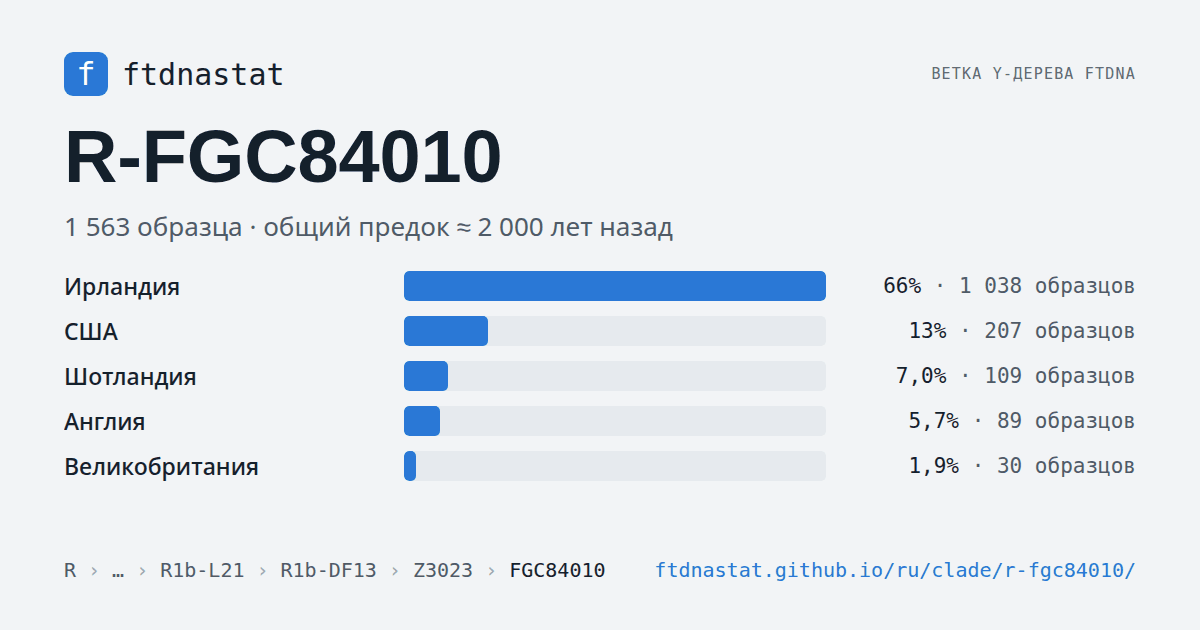 f ftdnastat
ВЕТКА Y-ДЕРЕВА FTDNA
R-FGC84010
1 563 образца · общий предок ≈ 2 000 лет назад
Ирландия 66% · 1 038 образцов
США 13% · 207 образцов
Шотландия 7,0% · 109 образцов
Англия 5,7% · 89 образцов
Великобритания 1,9% · 30 образцов
R › … › R1b-L21 › R1b-DF13 › Z3023 › FGC84010
ftdnastat.github.io/ru/clade/r-fgc84010/